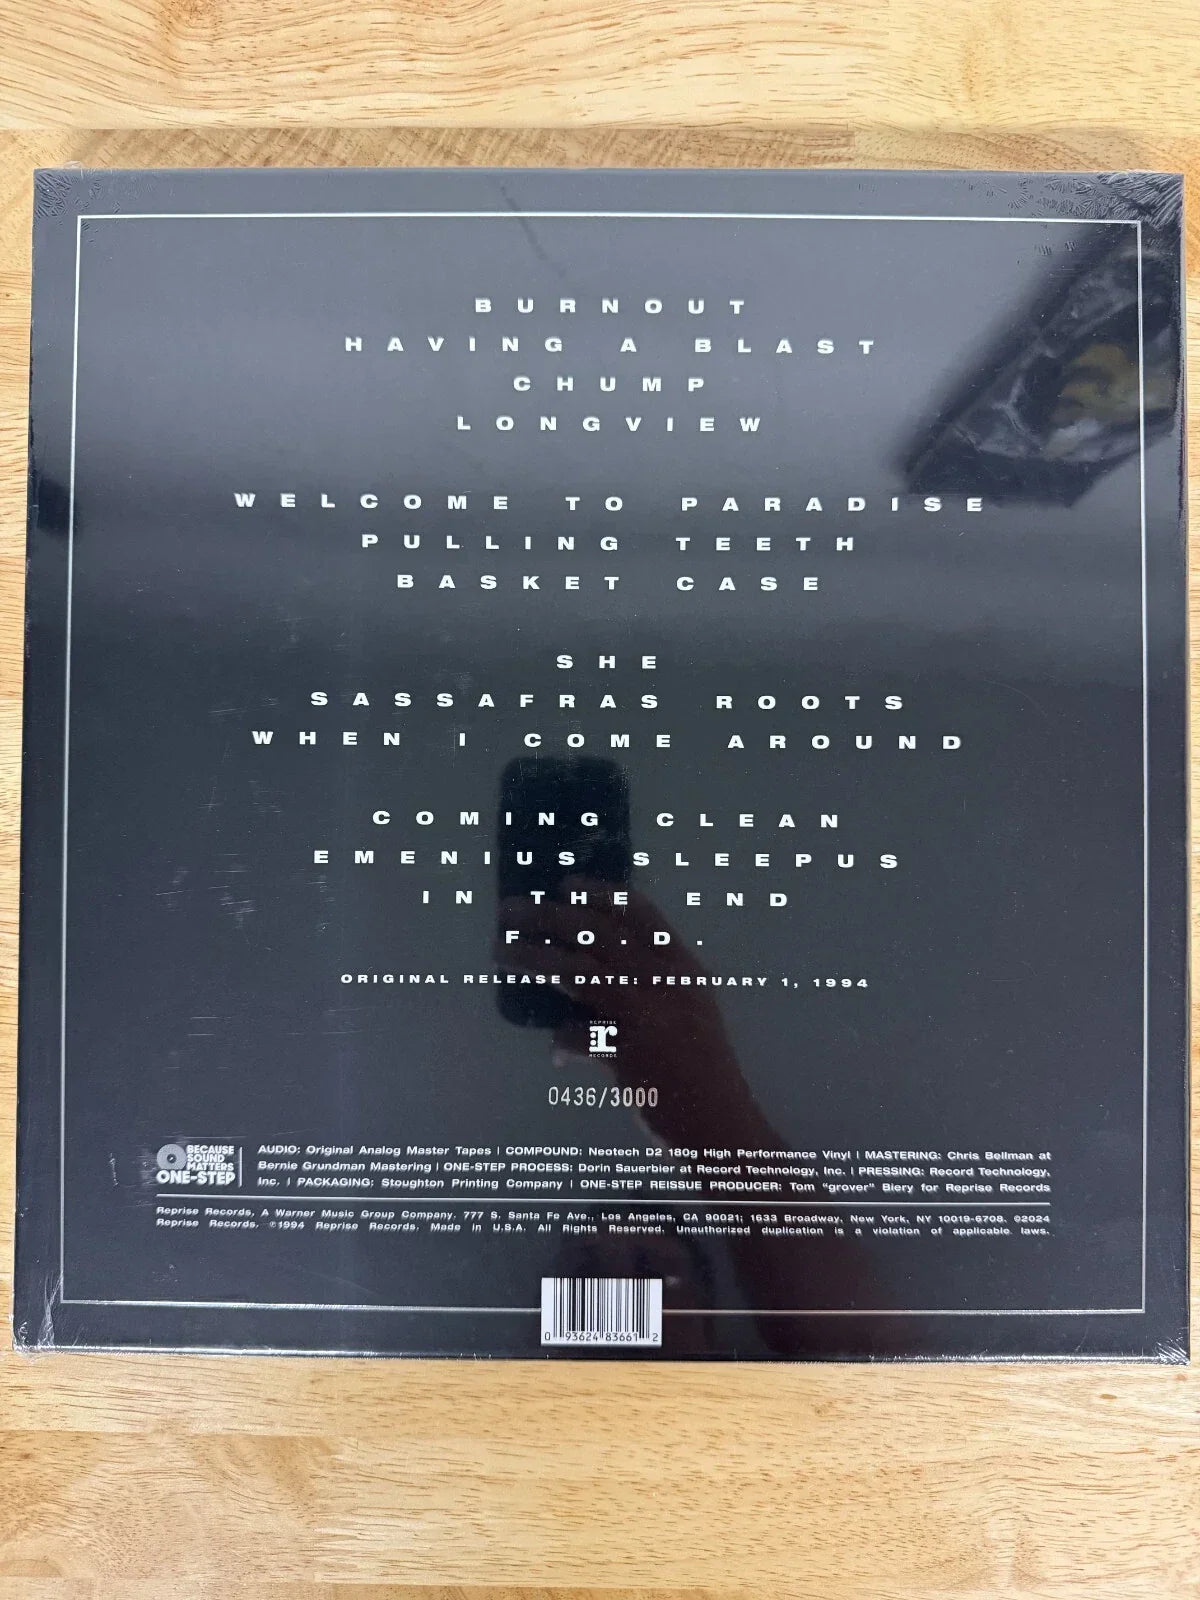 BURNOUT
HAVING A BLAST
CHUMP
LONGVIEW
WELCOME TO PARADISE
PULLING TEETH
BASKET CASE
SHE
SASSAFRAS ROOTS
WHEN I COME AROUND
COMING CLEAN
EMENIUS SLEEPUS
IN THE END
F.O.D.
ORIGINAL RELEASE DATE: FEBRUARY 1, 1994
REPRISE
r
RECORDS
0436/3000
BECAUSE
SOUND
MATTERS
ONE-STEP
AUDIO: Original Analog Master Tapes | COMPOUND: Neotech D2 180g High Performance Vinyl | MASTERING: Chris Bellman at
Bernie Grundman Mastering | ONE-STEP PROCESS: Dorin Sauerbier at Record Technology, Inc. | PRESSING: Record Technology,
Inc. | PACKAGING: Stoughton Printing Company | ONE-STEP REISSUE PRODUCER: Tom "grover" Biery for Reprise Records
Reprise Records, A Warner Music Group Company. 777 S. Santa Fe Ave., Los Angeles, CA 90021; 1633 Broadway, New York, NY 10019-6708. ©2024
Reprise Records. ℗1994 Reprise Records. Made in U.S.A. All Rights Reserved. Unauthorized duplication is a violation of applicable laws.
0 93624 83661 2